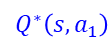 Q*(s, a₁)